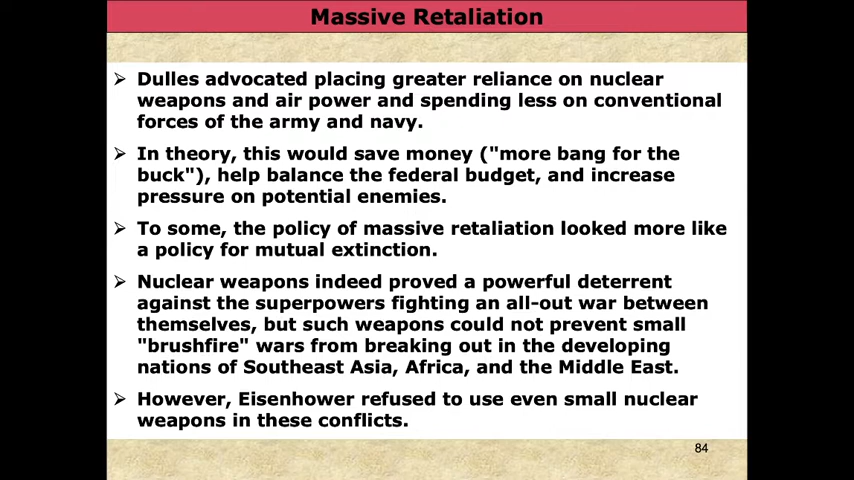 Massive Retaliation
➢ Dulles advocated placing greater reliance on nuclear
weapons and air power and spending less on conventional
forces of the army and navy.
➢ In theory, this would save money ("more bang for the
buck"), help balance the federal budget, and increase
pressure on potential enemies.
➢ To some, the policy of massive retaliation looked more like
a policy for mutual extinction.
➢ Nuclear weapons indeed proved a powerful deterrent
against the superpowers fighting an all-out war between
themselves, but such weapons could not prevent small
"brushfire" wars from breaking out in the developing
nations of Southeast Asia, Africa, and the Middle East.
➢ However, Eisenhower refused to use even small nuclear
weapons in these conflicts.
84